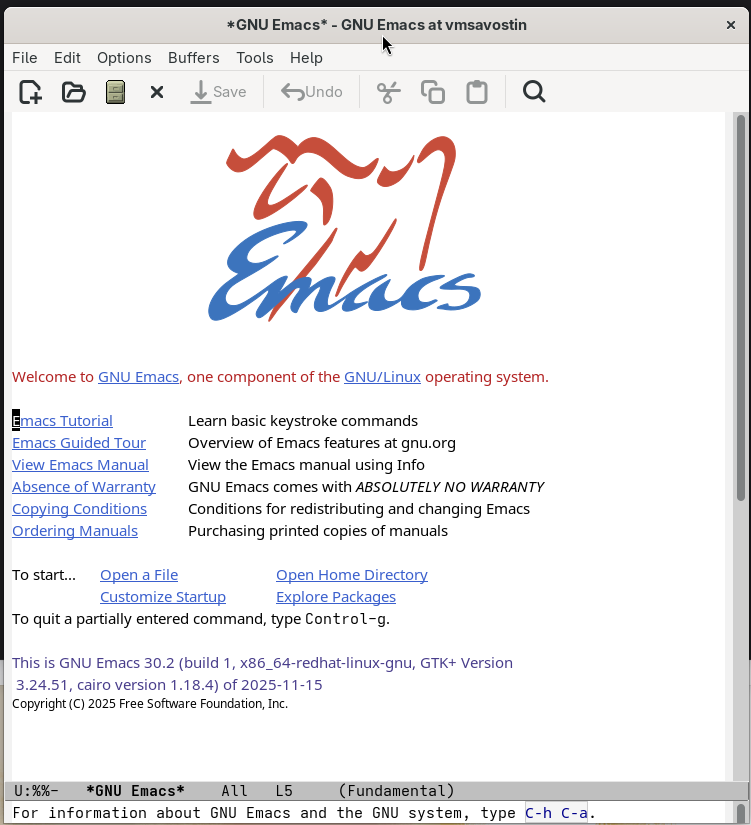 *GNU Emacs* - GNU Emacs at vmsavostin
File Edit Options Buffers Tools Help
Save Undo
Emacs
Welcome to GNU Emacs, one component of the GNU/Linux operating system.
Emacs Tutorial Learn basic keystroke commands
Emacs Guided Tour Overview of Emacs features at gnu.org
View Emacs Manual View the Emacs manual using Info
Absence of Warranty GNU Emacs comes with ABSOLUTELY NO WARRANTY
Copying Conditions Conditions for redistributing and changing Emacs
Ordering Manuals Purchasing printed copies of manuals
To start... Open a File Open Home Directory
Customize Startup Explore Packages
To quit a partially entered command, type Control-g.
This is GNU Emacs 30.2 (build 1, x86_64-redhat-linux-gnu, GTK+ Version
3.24.51, cairo version 1.18.4) of 2025-11-15
Copyright (C) 2025 Free Software Foundation, Inc.
U:%%- *GNU Emacs* All L5 (Fundamental)
For information about GNU Emacs and the GNU system, type C-h C-a.